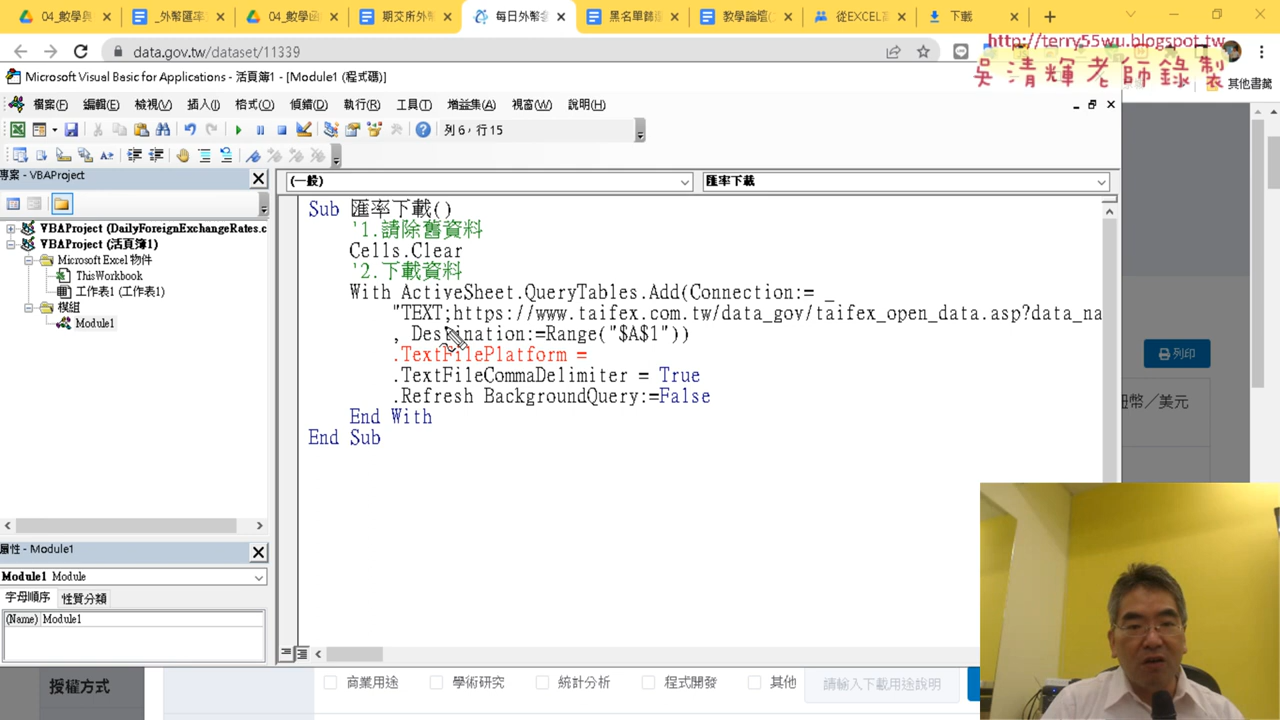 04_數學與
_外幣匯率
04_數學函
期交所外
每日外幣參
黑名單篩選
教學論壇(
從EXCEL高
下載
data.gov.tw/dataset/11339
http://terry55wu.blogspot.tw
吳清輝老師錄製
其他書籤
Microsoft Visual Basic for Applications - 活頁簿1 - [Module1 (程式碼)]
檔案(F) 編輯(E) 檢視(V) 插入(I) 格式(O) 偵錯(D) 執行(R) 工具(T) 增益集(A) 視窗(W) 說明(H)
列 6，行 15
專案 - VBAProject
(一般)
匯率下載
VBAProject (DailyForeignExchangeRates.c
VBAProject (活頁簿1)
Microsoft Excel 物件
ThisWorkbook
工作表1 (工作表1)
模組
Module1
Sub 匯率下載()
'1.請除舊資料
Cells.Clear
'2.下載資料
With ActiveSheet.QueryTables.Add(Connection:= _
"TEXT;https://www.taifex.com.tw/data_gov/taifex_open_data.asp?data_na
, Destination:=Range("$A$1"))
.TextFilePlatform =
.TextFileCommaDelimiter = True
.Refresh BackgroundQuery:=False
End With
End Sub
列印
紐幣／美元
屬性 - Module1
Module1 Module
字母順序 性質分類
(Name) Module1
授權方式
商業用途 學術研究 統計分析 程式開發 其他 請輸入下載用途說明